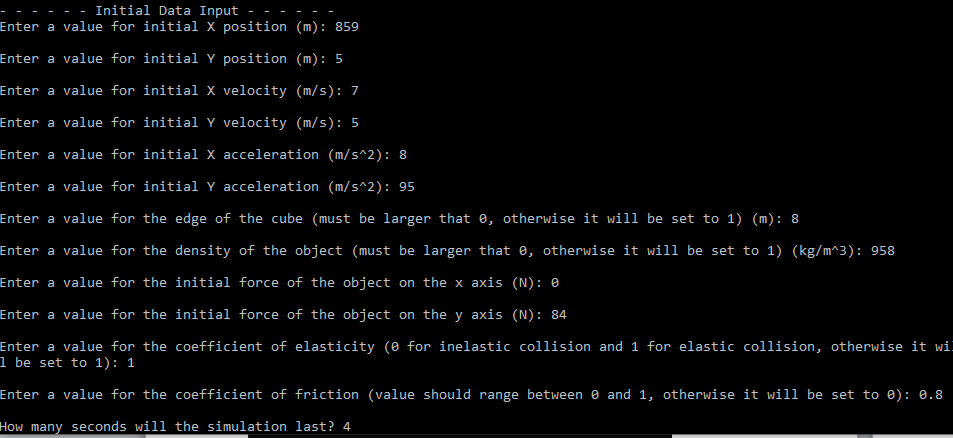 - - - - - - Initial Data Input - - - - - -
Enter a value for initial X position (m): 859
Enter a value for initial Y position (m): 5
Enter a value for initial X velocity (m/s): 7
Enter a value for initial Y velocity (m/s): 5
Enter a value for initial X acceleration (m/s^2): 8
Enter a value for initial Y acceleration (m/s^2): 95
Enter a value for the edge of the cube (must be larger that 0, otherwise it will be set to 1) (m): 8
Enter a value for the density of the object (must be larger that 0, otherwise it will be set to 1) (kg/m^3): 958
Enter a value for the initial force of the object on the x axis (N): 0
Enter a value for the initial force of the object on the y axis (N): 84
Enter a value for the coefficient of elasticity (0 for inelastic collision and 1 for elastic collision, otherwise it wil
l be set to 1): 1
Enter a value for the coefficient of friction (value should range between 0 and 1, otherwise it will be set to 0): 0.8
How many seconds will the simulation last? 4